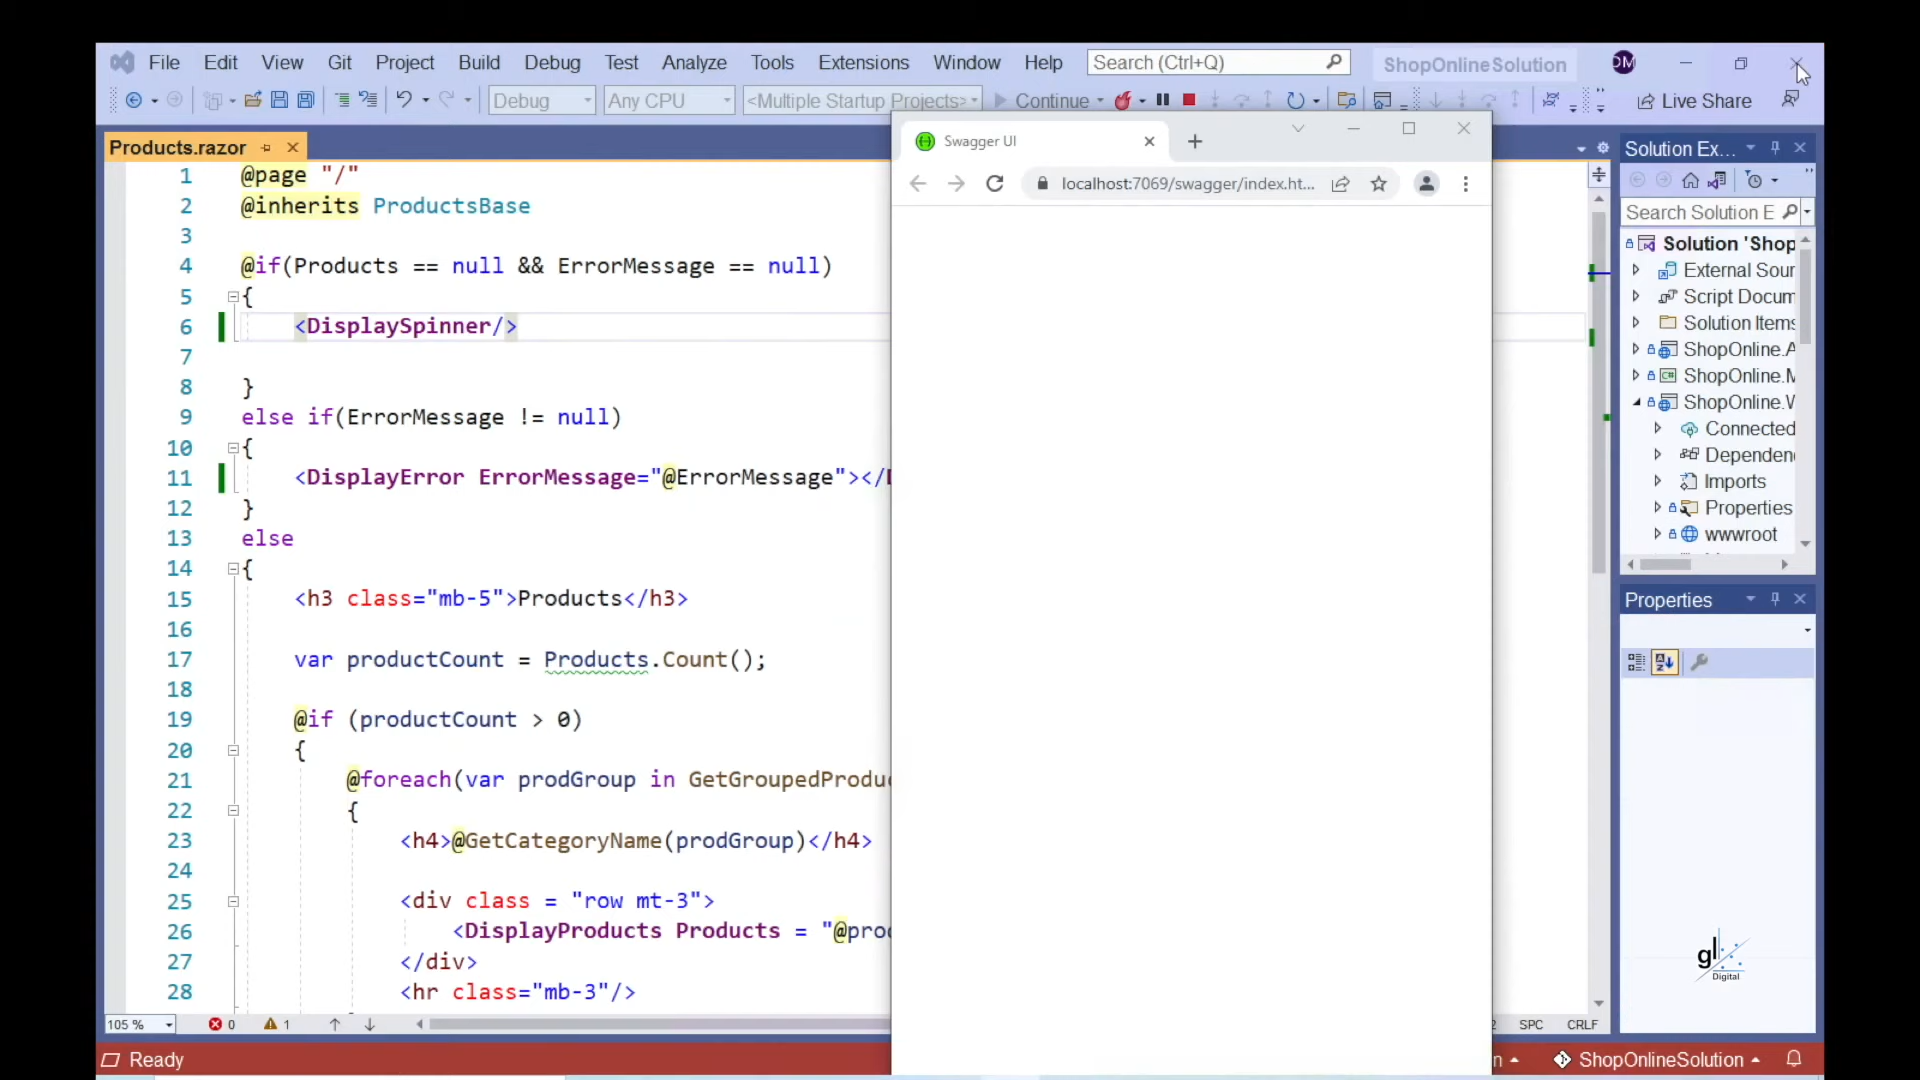 File Edit View Git Project Build Debug Test Analyze Tools Extensions Window Help Search (Ctrl+Q) ShopOnlineSolution DM
Debug Any CPU <Multiple Startup Projects> Continue Live Share
Products.razor
1 @page "/"
2 @inherits ProductsBase
3
4 @if(Products == null && ErrorMessage == null)
5 {
6 <DisplaySpinner/>
7
8 }
9 else if(ErrorMessage != null)
10 {
11 <DisplayError ErrorMessage="@ErrorMessage"></
12 }
13 else
14 {
15 <h3 class="mb-5">Products</h3>
16
17 var productCount = Products.Count();
18
19 @if (productCount > 0)
20 {
21 @foreach(var prodGroup in GetGroupedProduc
22 {
23 <h4>@GetCategoryName(prodGroup)</h4>
24
25 <div class = "row mt-3">
26 <DisplayProducts Products = "@pro
27 </div>
28 <hr class="mb-3"/>
105 % 0 1
SPC CRLF
Ready
ShopOnlineSolution
Swagger UI
localhost:7069/swagger/index.ht...
Solution Ex...
Search Solution E
Solution 'Shop
External Sour
Script Docum
Solution Items
ShopOnline.A
ShopOnline.M
ShopOnline.W
Connected
Dependen
Imports
Properties
wwwroot
Properties
gl
Digital